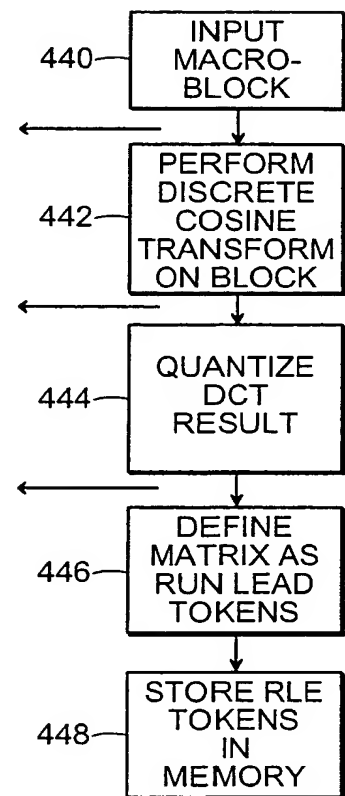 440
INPUT
MACRO-
BLOCK
442
PERFORM
DISCRETE
COSINE
TRANSFORM
ON BLOCK
444
QUANTIZE
DCT
RESULT
446
DEFINE
MATRIX AS
RUN LEAD
TOKENS
448
STORE RLE
TOKENS
IN
MEMORY